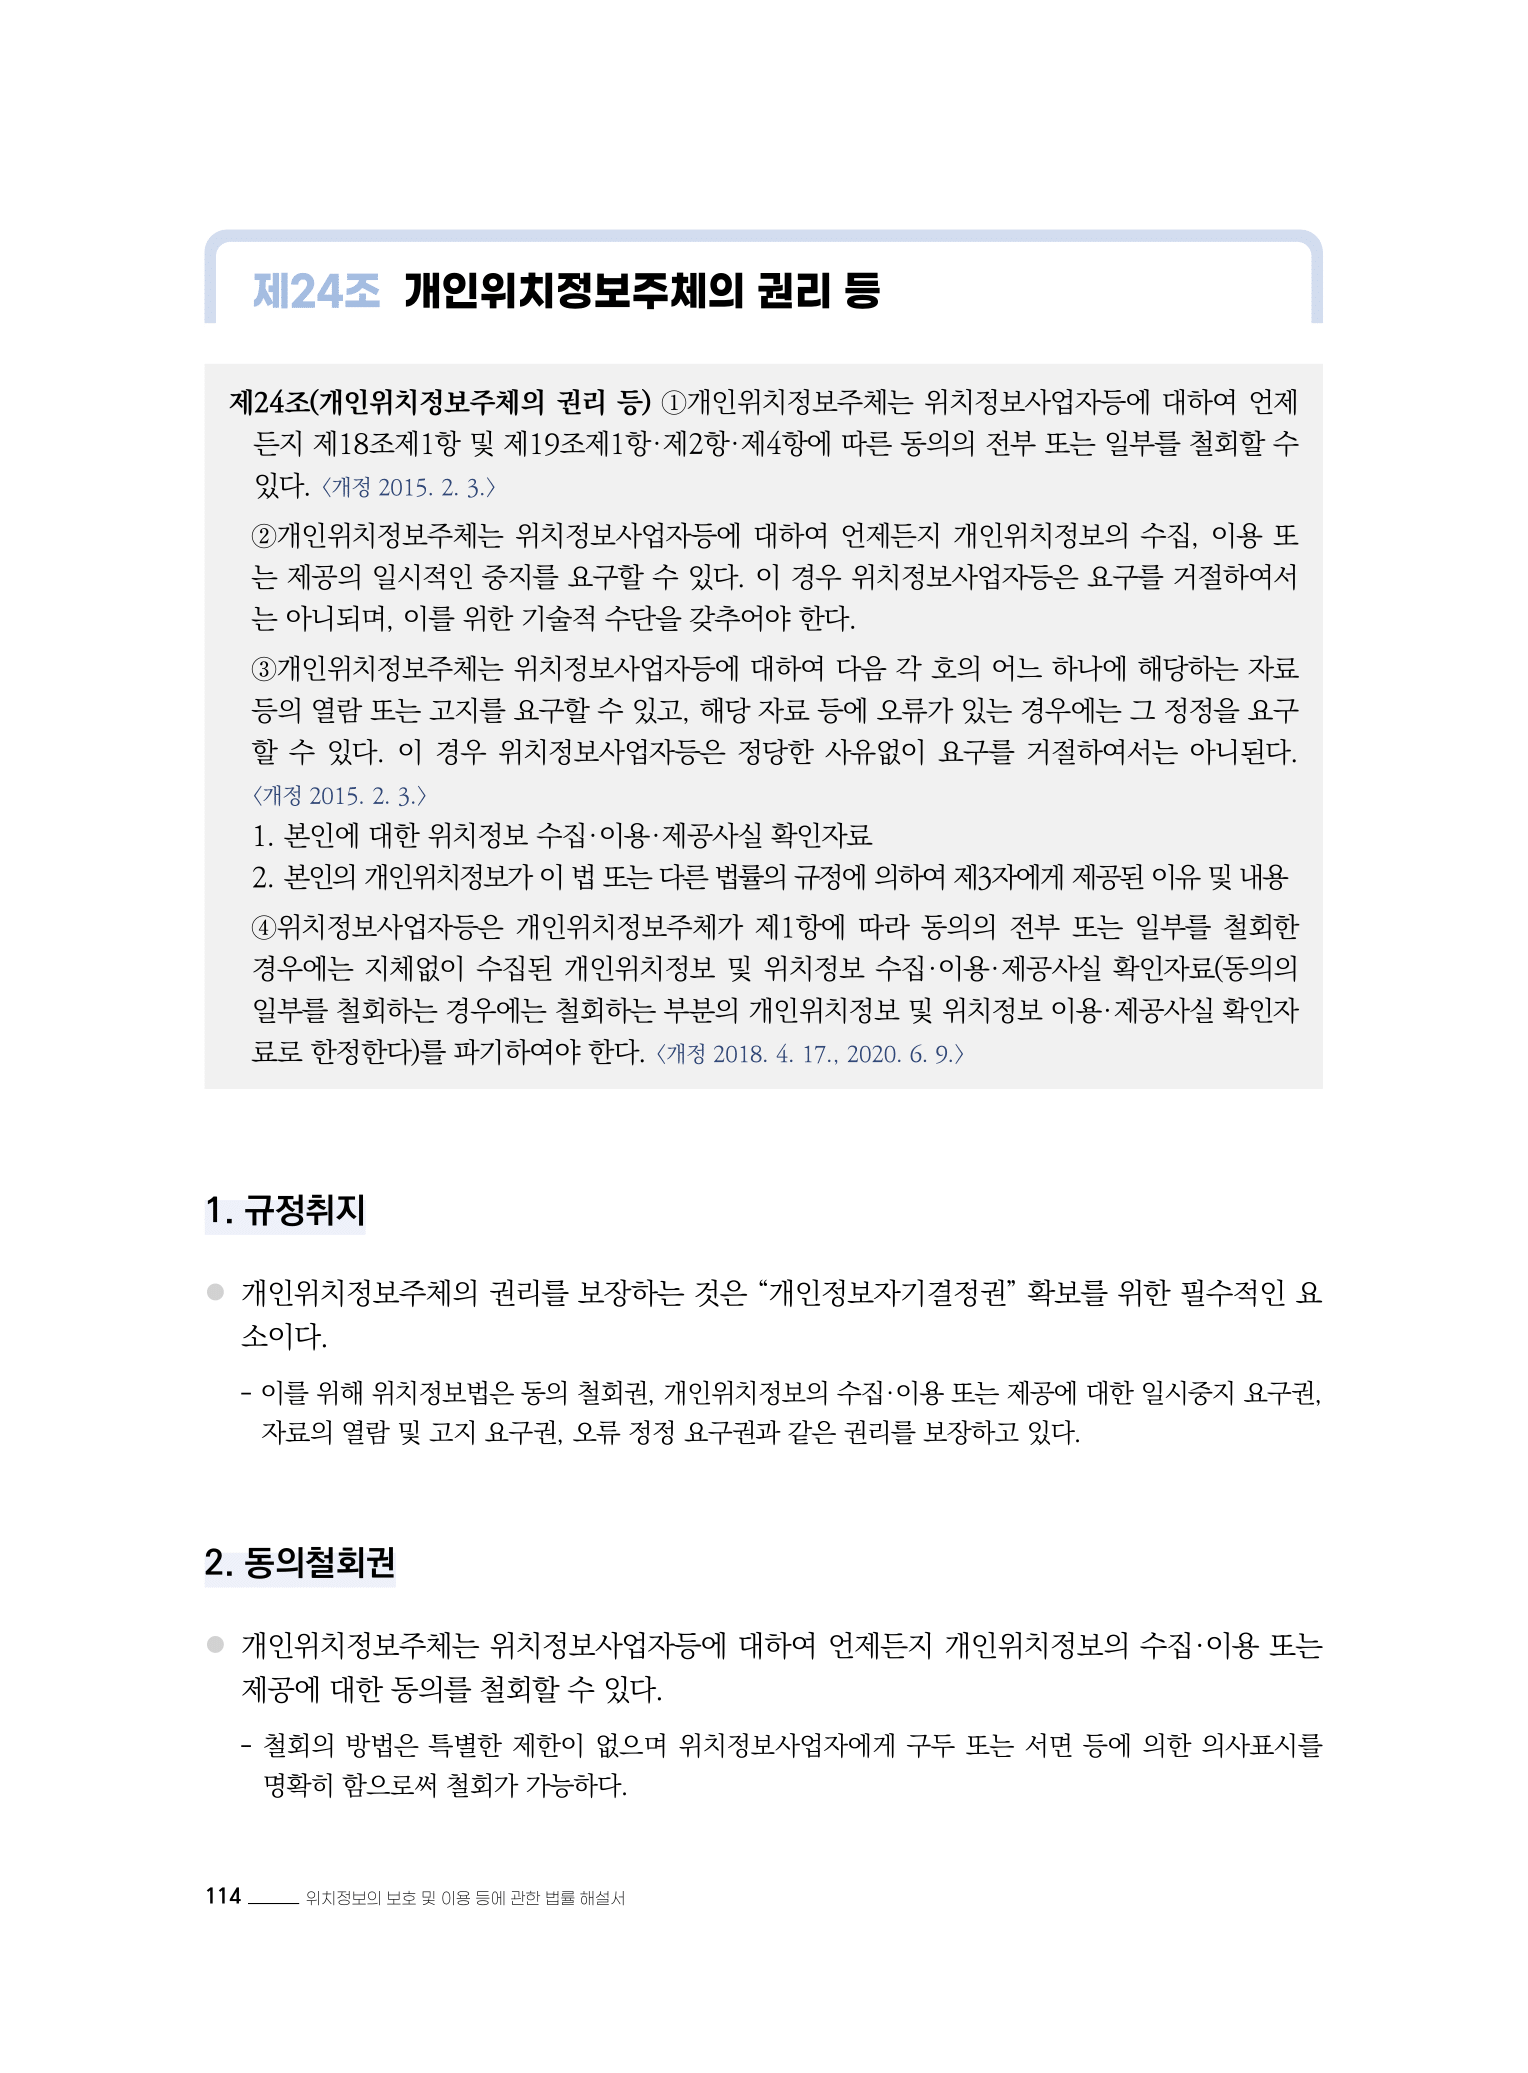 제24조 개인위치정보주체의 권리 등
제24조(개인위치정보주체의 권리 등) ①개인위치정보주체는 위치정보사업자등에 대하여 언제
든지 제18조제1항 및 제19조제1항·제2항·제4항에 따른 동의의 전부 또는 일부를 철회할 수
있다. 〈개정 2015. 2. 3.〉
②개인위치정보주체는 위치정보사업자등에 대하여 언제든지 개인위치정보의 수집, 이용 또
는 제공의 일시적인 중지를 요구할 수 있다. 이 경우 위치정보사업자등은 요구를 거절하여서
는 아니되며, 이를 위한 기술적 수단을 갖추어야 한다.
③개인위치정보주체는 위치정보사업자등에 대하여 다음 각 호의 어느 하나에 해당하는 자료
등의 열람 또는 고지를 요구할 수 있고, 해당 자료 등에 오류가 있는 경우에는 그 정정을 요구
할 수 있다. 이 경우 위치정보사업자등은 정당한 사유없이 요구를 거절하여서는 아니된다.
〈개정 2015. 2. 3.〉
1. 본인에 대한 위치정보 수집·이용·제공사실 확인자료
2. 본인의 개인위치정보가 이 법 또는 다른 법률의 규정에 의하여 제3자에게 제공된 이유 및 내용
④위치정보사업자등은 개인위치정보주체가 제1항에 따라 동의의 전부 또는 일부를 철회한
경우에는 지체없이 수집된 개인위치정보 및 위치정보 수집·이용·제공사실 확인자료(동의의
일부를 철회하는 경우에는 철회하는 부분의 개인위치정보 및 위치정보 이용·제공사실 확인자
료로 한정한다)를 파기하여야 한다. 〈개정 2018. 4. 17., 2020. 6. 9.〉
1. 규정취지
● 개인위치정보주체의 권리를 보장하는 것은 “개인정보자기결정권” 확보를 위한 필수적인 요
소이다.
- 이를 위해 위치정보법은 동의 철회권, 개인위치정보의 수집·이용 또는 제공에 대한 일시중지 요구권,
자료의 열람 및 고지 요구권, 오류 정정 요구권과 같은 권리를 보장하고 있다.
2. 동의철회권
● 개인위치정보주체는 위치정보사업자등에 대하여 언제든지 개인위치정보의 수집·이용 또는
제공에 대한 동의를 철회할 수 있다.
- 철회의 방법은 특별한 제한이 없으며 위치정보사업자에게 구두 또는 서면 등에 의한 의사표시를
명확히 함으로써 철회가 가능하다.
114 위치정보의 보호 및 이용 등에 관한 법률 해설서